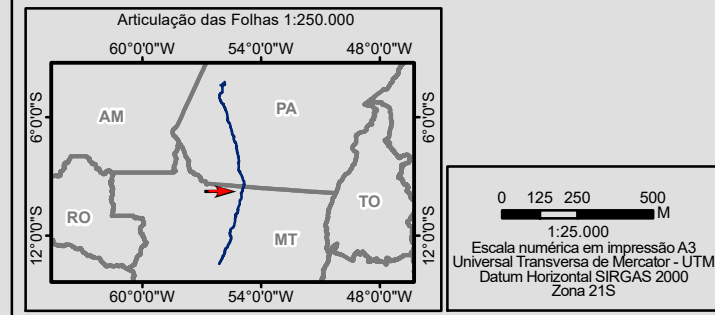 Articulação das Folhas 1:250.000
60°0'0"W 54°0'0"W 48°0'0"W
6°0'0"S 6°0'0"S
AM PA
RO TO
MT
12°0'0"S 12°0'0"S
60°0'0"W 54°0'0"W 48°0'0"W
0 125 250 500
M
1:25.000
Escala numérica em impressão A3
Universal Transversa de Mercator - UTM
Datum Horizontal SIRGAS 2000
Zona 21S